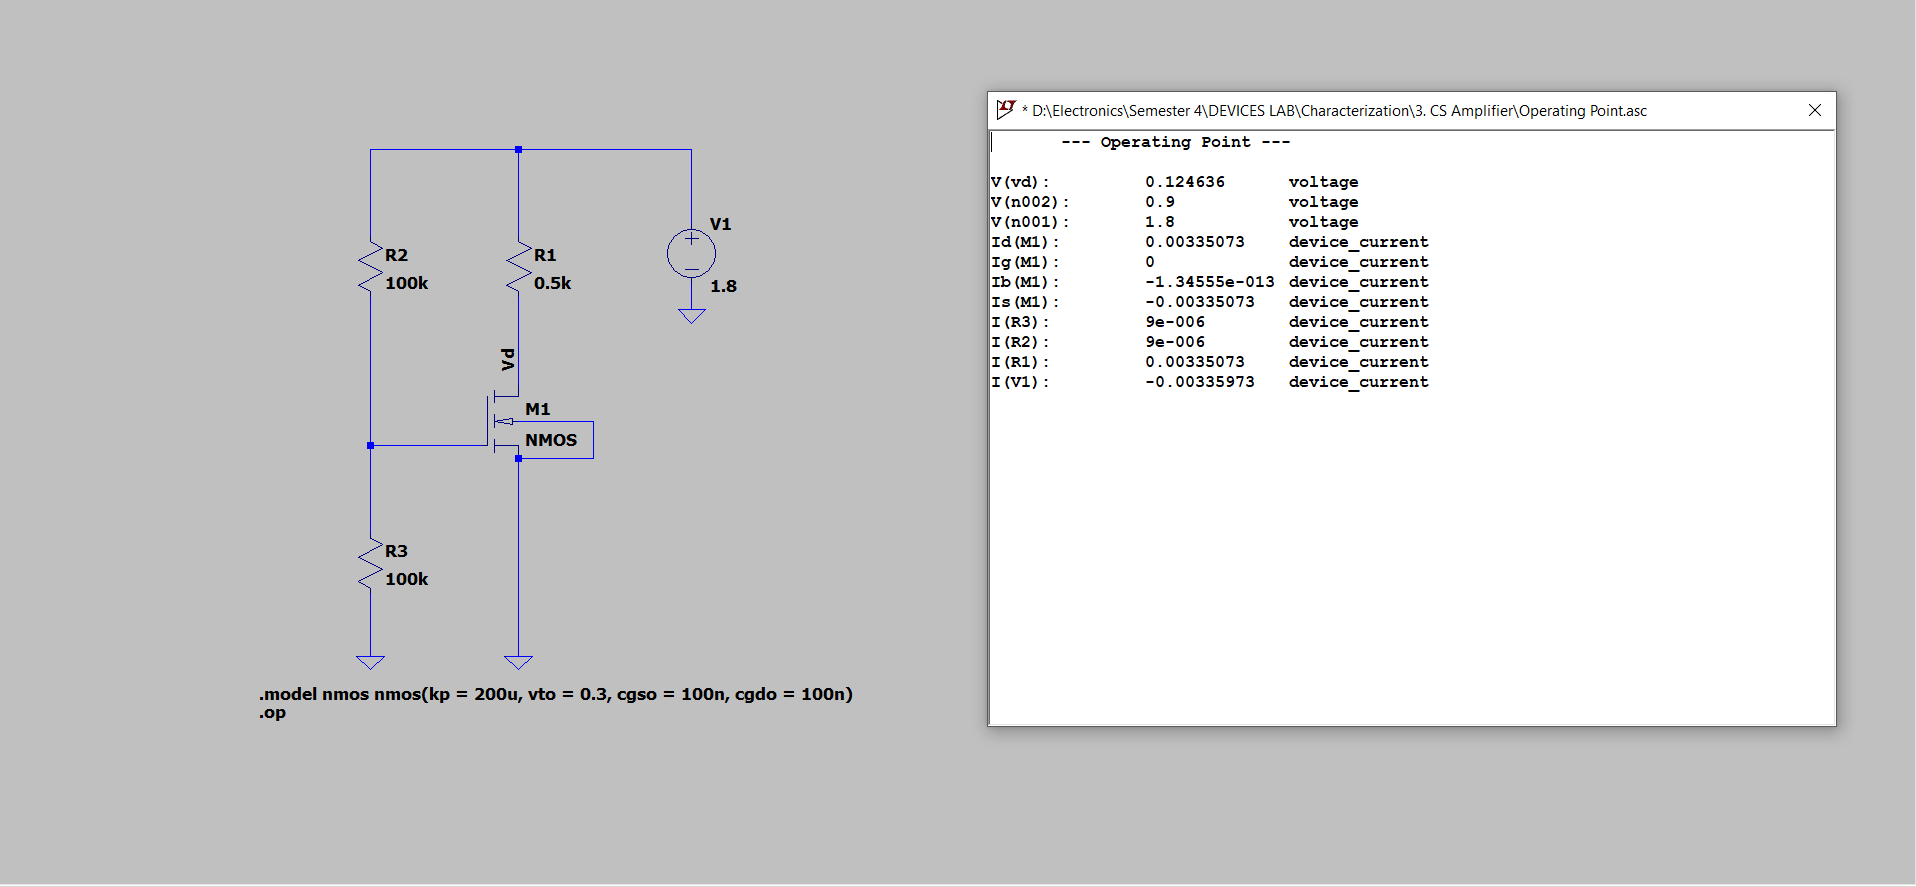 R2
100k
R1
0.5k
V1
1.8
Vd
M1
NMOS
R3
100k
.model nmos nmos(kp = 200u, vto = 0.3, cgso = 100n, cgdo = 100n)
.op
* D:\Electronics\Semester 4\DEVICES LAB\Characterization\3. CS Amplifier\Operating Point.asc
--- Operating Point ---
V(vd): 0.124636 voltage
V(n002): 0.9 voltage
V(n001): 1.8 voltage
Id(M1): 0.00335073 device_current
Ig(M1): 0 device_current
Ib(M1): -1.34555e-013 device_current
Is(M1): -0.00335073 device_current
I(R3): 9e-006 device_current
I(R2): 9e-006 device_current
I(R1): 0.00335073 device_current
I(V1): -0.00335973 device_current